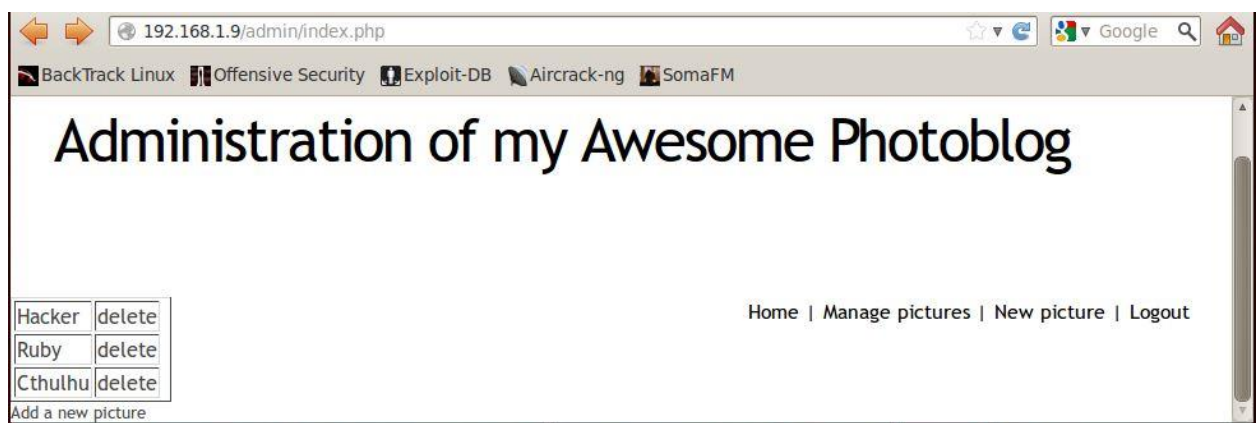 192.168.1.9/admin/index.php Google
BackTrack Linux Offensive Security Exploit-DB Aircrack-ng SomaFM
Administration of my Awesome Photoblog
Home | Manage pictures | New picture | Logout
Hacker delete
Ruby delete
Cthulhu delete
Add a new picture